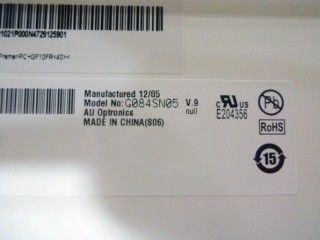 Frame>PC+GF10FR<40><
Manufactured 12/05
Model No:G084SN05 V.9
AU Optronics null
MADE IN CHINA(S06)
c us
E204356
Pb
RoHS
15